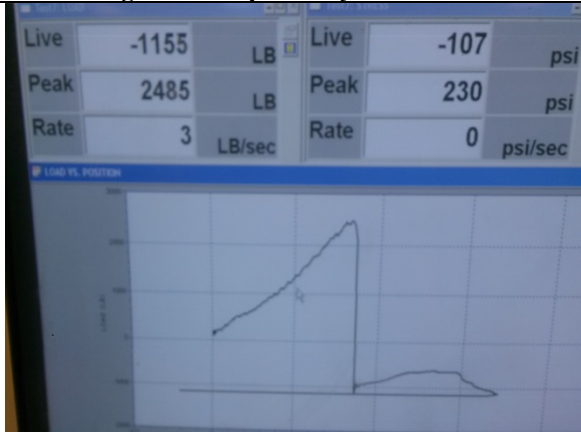 Live -1155 LB
Peak 2485 LB
Rate 3 LB/sec
Live -107 psi
Peak 230 psi
Rate 0 psi/sec
LOAD VS. POSITION